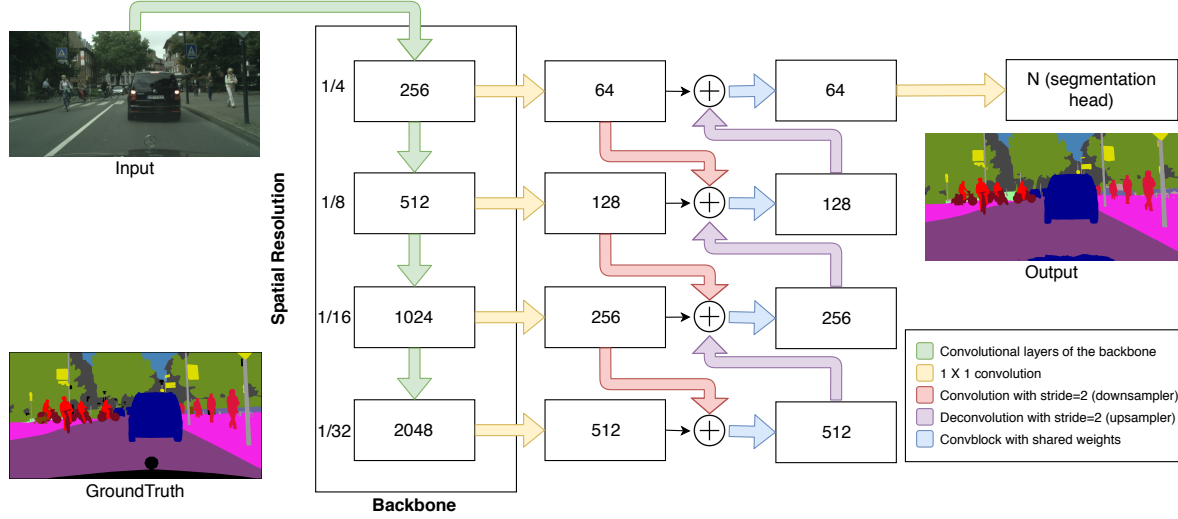 Input
GroundTruth
Spatial Resolution
Backbone
1/4
256
64
64
N (segmentation
head)
1/8
512
128
128
1/16
1024
256
256
1/32
2048
512
512
Output
Convolutional layers of the backbone
1 X 1 convolution
Convolution with stride=2 (downsampler)
Deconvolution with stride=2 (upsampler)
Convblock with shared weights